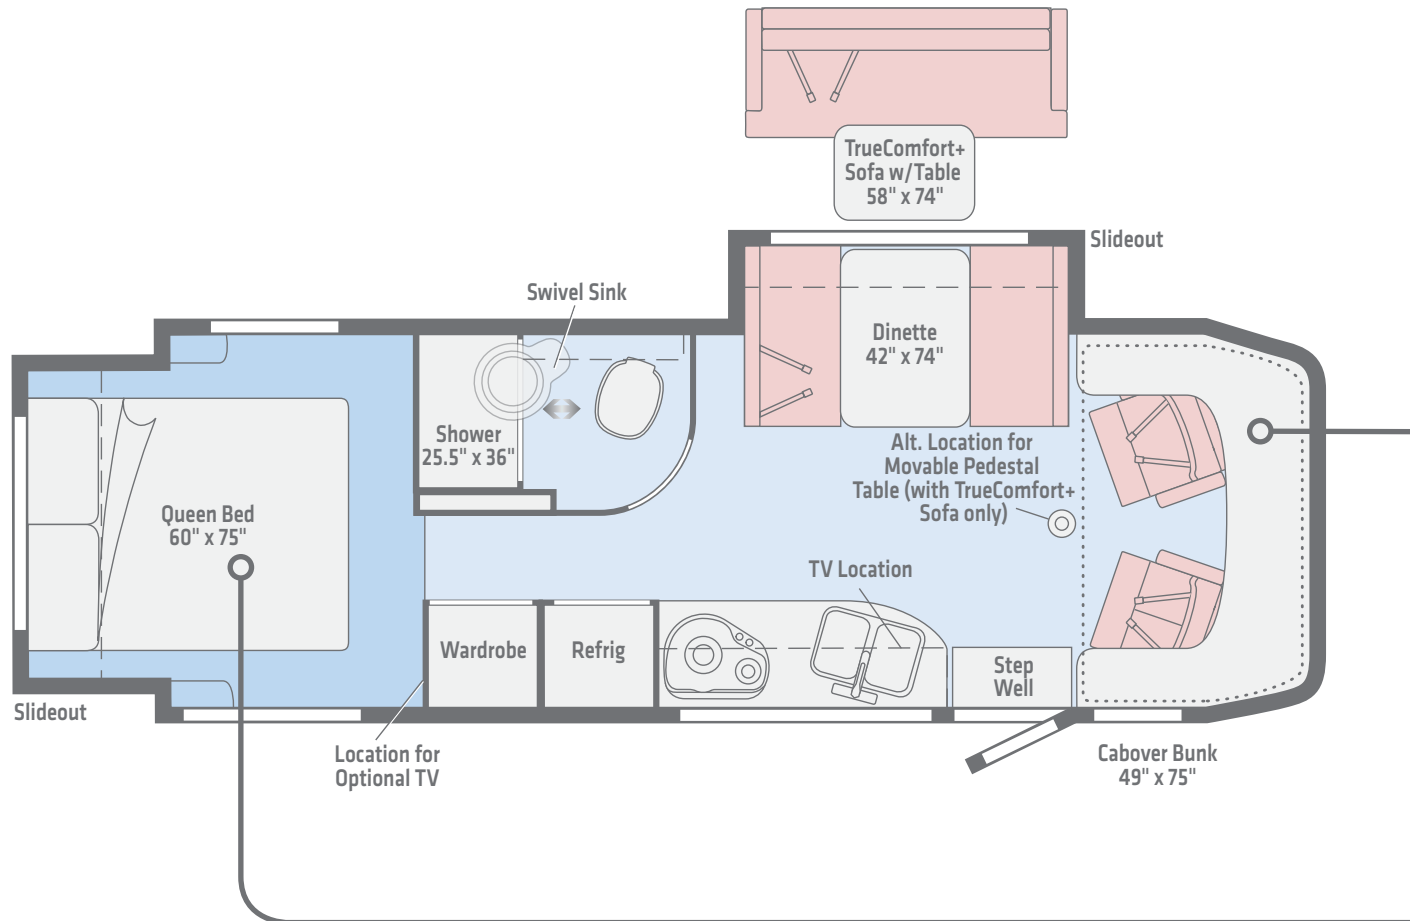 TrueComfort+
Sofa w/Table
58" x 74"
Slideout
Swivel Sink
Dinette
42" x 74"
Shower
25.5" x 36"
Alt. Location for
Movable Pedestal
Table (with TrueComfort+
Sofa only)
Queen Bed
60" x 75"
TV Location
Wardrobe
Refrig
Step
Well
Slideout
Location for
Optional TV
Cabover Bunk
49" x 75"